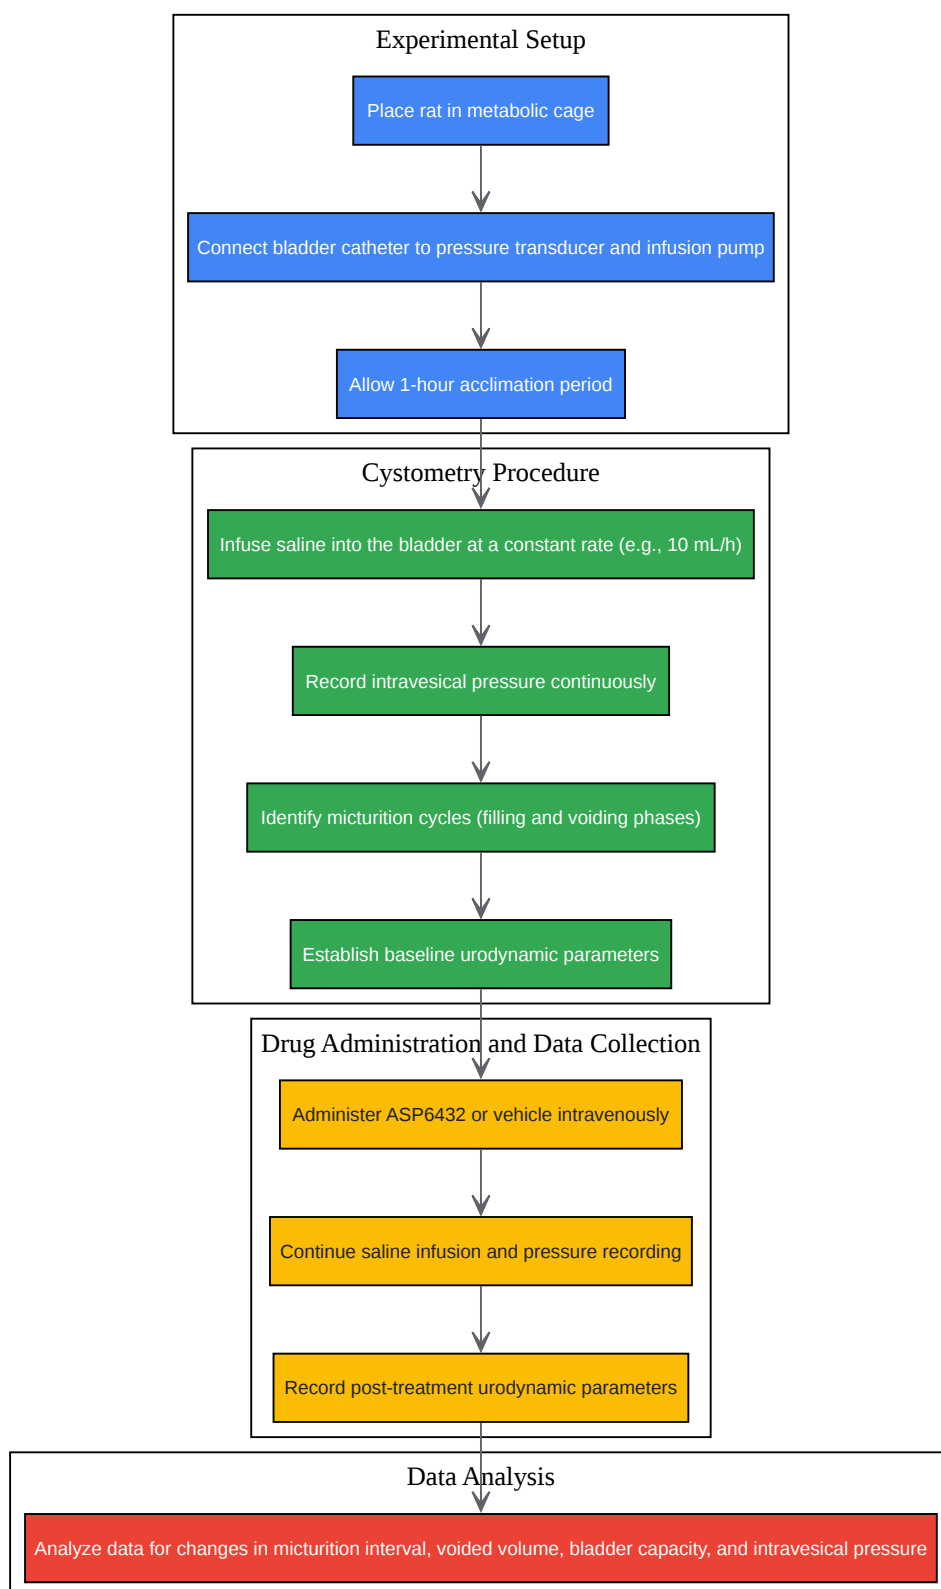 Experimental Setup
Place rat in metabolic cage
Connect bladder catheter to pressure transducer and infusion pump
Allow 1-hour acclimation period
Cystometry Procedure
Infuse saline into the bladder at a constant rate (e.g., 10 mL/h)
Record intravesical pressure continuously
Identify micturition cycles (filling and voiding phases)
Establish baseline urodynamic parameters
Drug Administration and Data Collection
Administer ASP6432 or vehicle intravenously
Continue saline infusion and pressure recording
Record post-treatment urodynamic parameters
Data Analysis
Analyze data for changes in micturition interval, voided volume, bladder capacity, and intravesical pressure